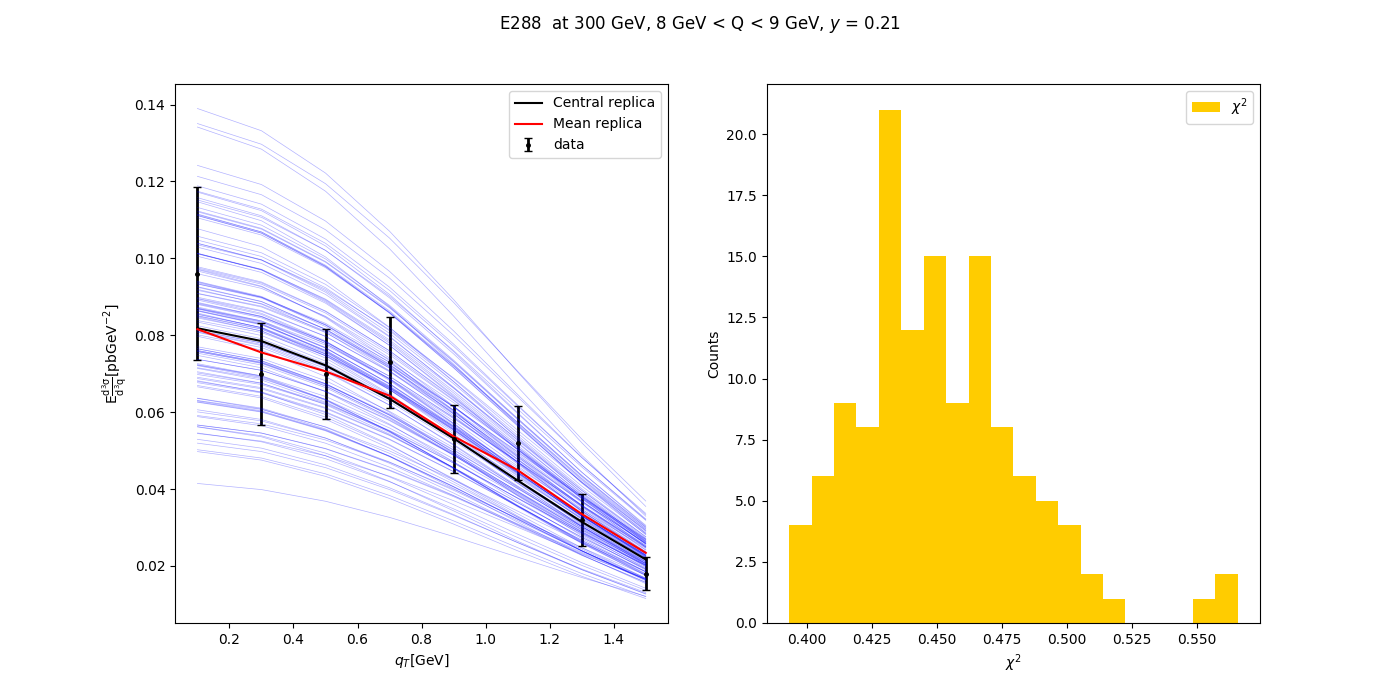 E288 at 300 GeV, 8 GeV < Q < 9 GeV, y = 0.21
0.14
0.12
0.10
0.08
0.06
0.04
0.02
E d³σ/d³q [pbGeV⁻²]
Central replica
Mean replica
data
0.2 0.4 0.6 0.8 1.0 1.2 1.4
q_T[GeV]
20.0
17.5
15.0
12.5
10.0
7.5
5.0
2.5
0.0
Counts
χ²
0.400 0.425 0.450 0.475 0.500 0.525 0.550
χ²